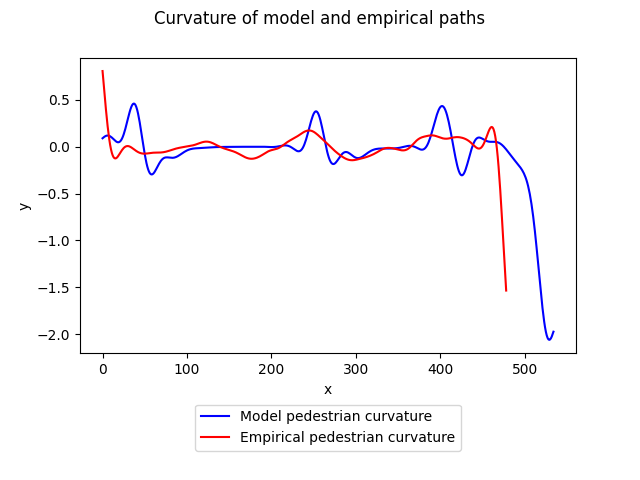 Curvature of model and empirical paths
0.5
0.0
−0.5
−1.0
−1.5
−2.0
y
0 100 200 300 400 500
x
Model pedestrian curvature
Empirical pedestrian curvature